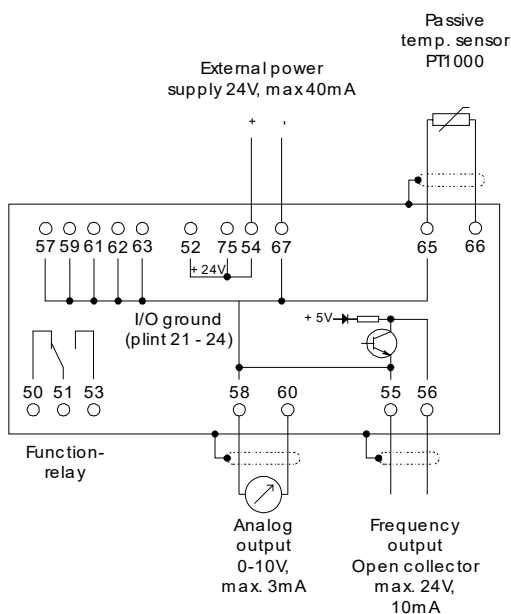 Passive
temp. sensor
PT1000
External power
supply 24V, max 40mA
+ -
57 59 61 62 63 52 75 54 67 65 66
+ 24V
I/O ground
(plint 21 - 24)
+ 5V
50 51 53 58 60 55 56
Function-
relay
Analog
output
0-10V,
max. 3mA
Frequency
output
Open collector
max. 24V,
10mA